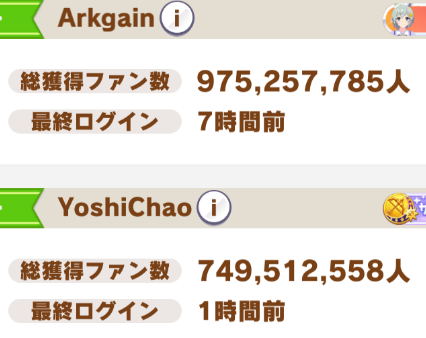 Arkgain i
総獲得ファン数 975,257,785人
最終ログイン 7時間前
YoshiChao i
総獲得ファン数 749,512,558人
最終ログイン 1時間前